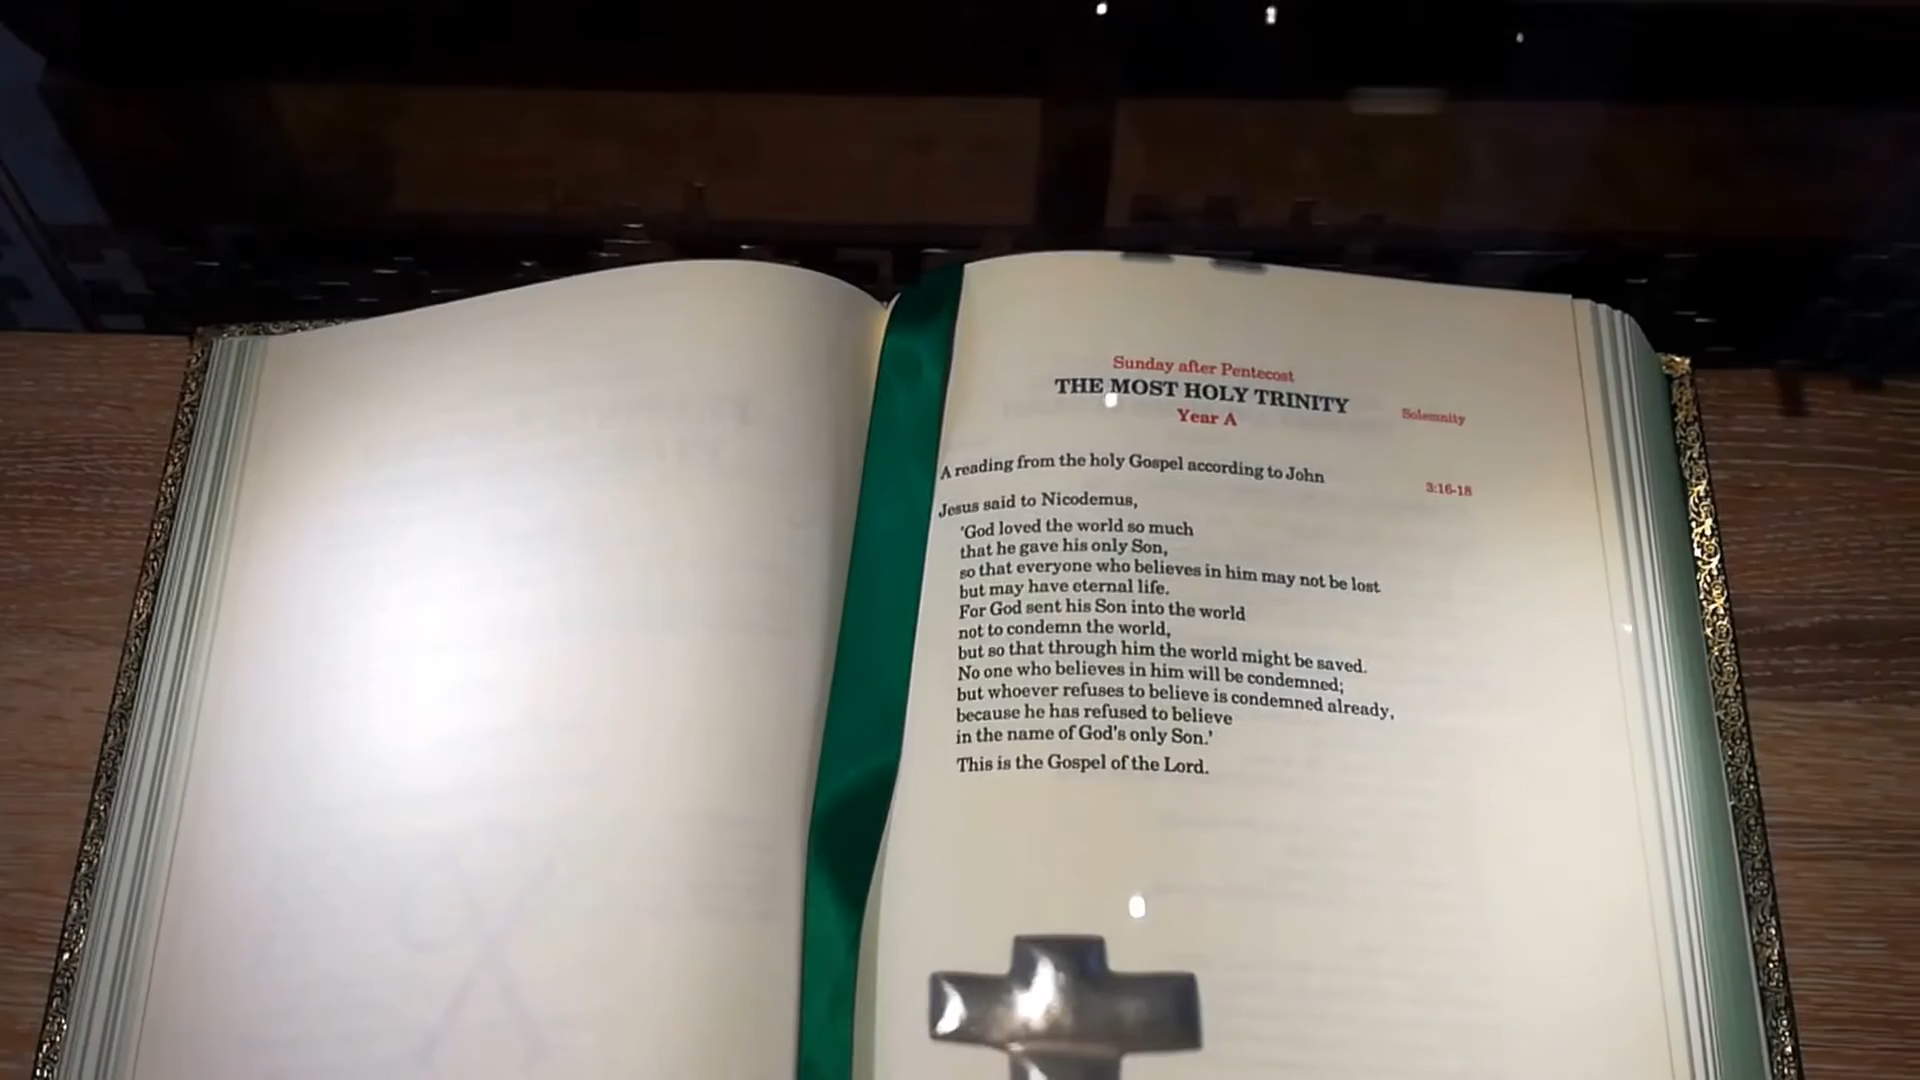 Sunday after Pentecost
THE MOST HOLY TRINITY
Solemnity
Year A
A reading from the holy Gospel according to John
3:16-18
Jesus said to Nicodemus,
'God loved the world so much
that he gave his only Son,
so that everyone who believes in him may not be lost
but may have eternal life.
For God sent his Son into the world
not to condemn the world,
but so that through him the world might be saved.
No one who believes in him will be condemned;
but whoever refuses to believe is condemned already,
because he has refused to believe
in the name of God's only Son.'
This is the Gospel of the Lord.